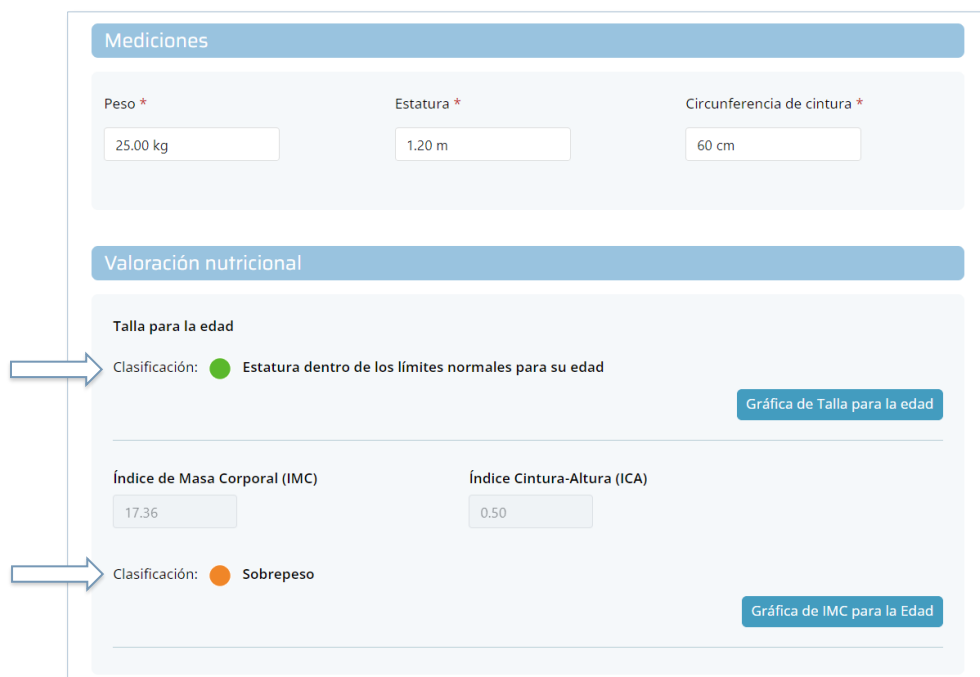 Mediciones
Peso * Estatura * Circunferencia de cintura *
25.00 kg 1.20 m 60 cm
Valoración nutricional
Talla para la edad
Clasificación: Estatura dentro de los límites normales para su edad
Gráfica de Talla para la edad
Índice de Masa Corporal (IMC) Índice Cintura-Altura (ICA)
17.36 0.50
Clasificación: Sobrepeso
Gráfica de IMC para la Edad